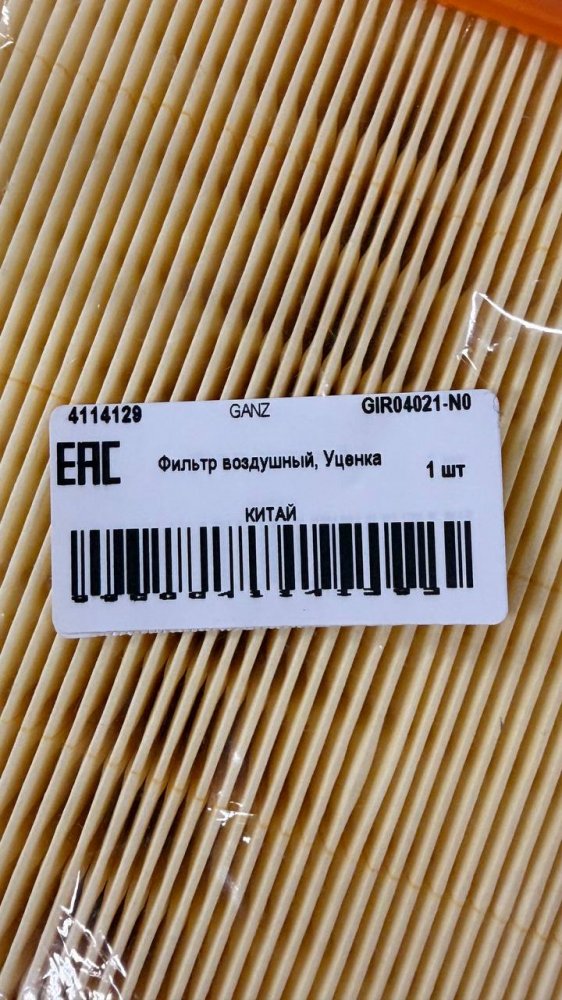 4114129 GANZ GIR04021-N0
EAC Фильтр воздушный, Уценка 1 шт
КИТАЙ